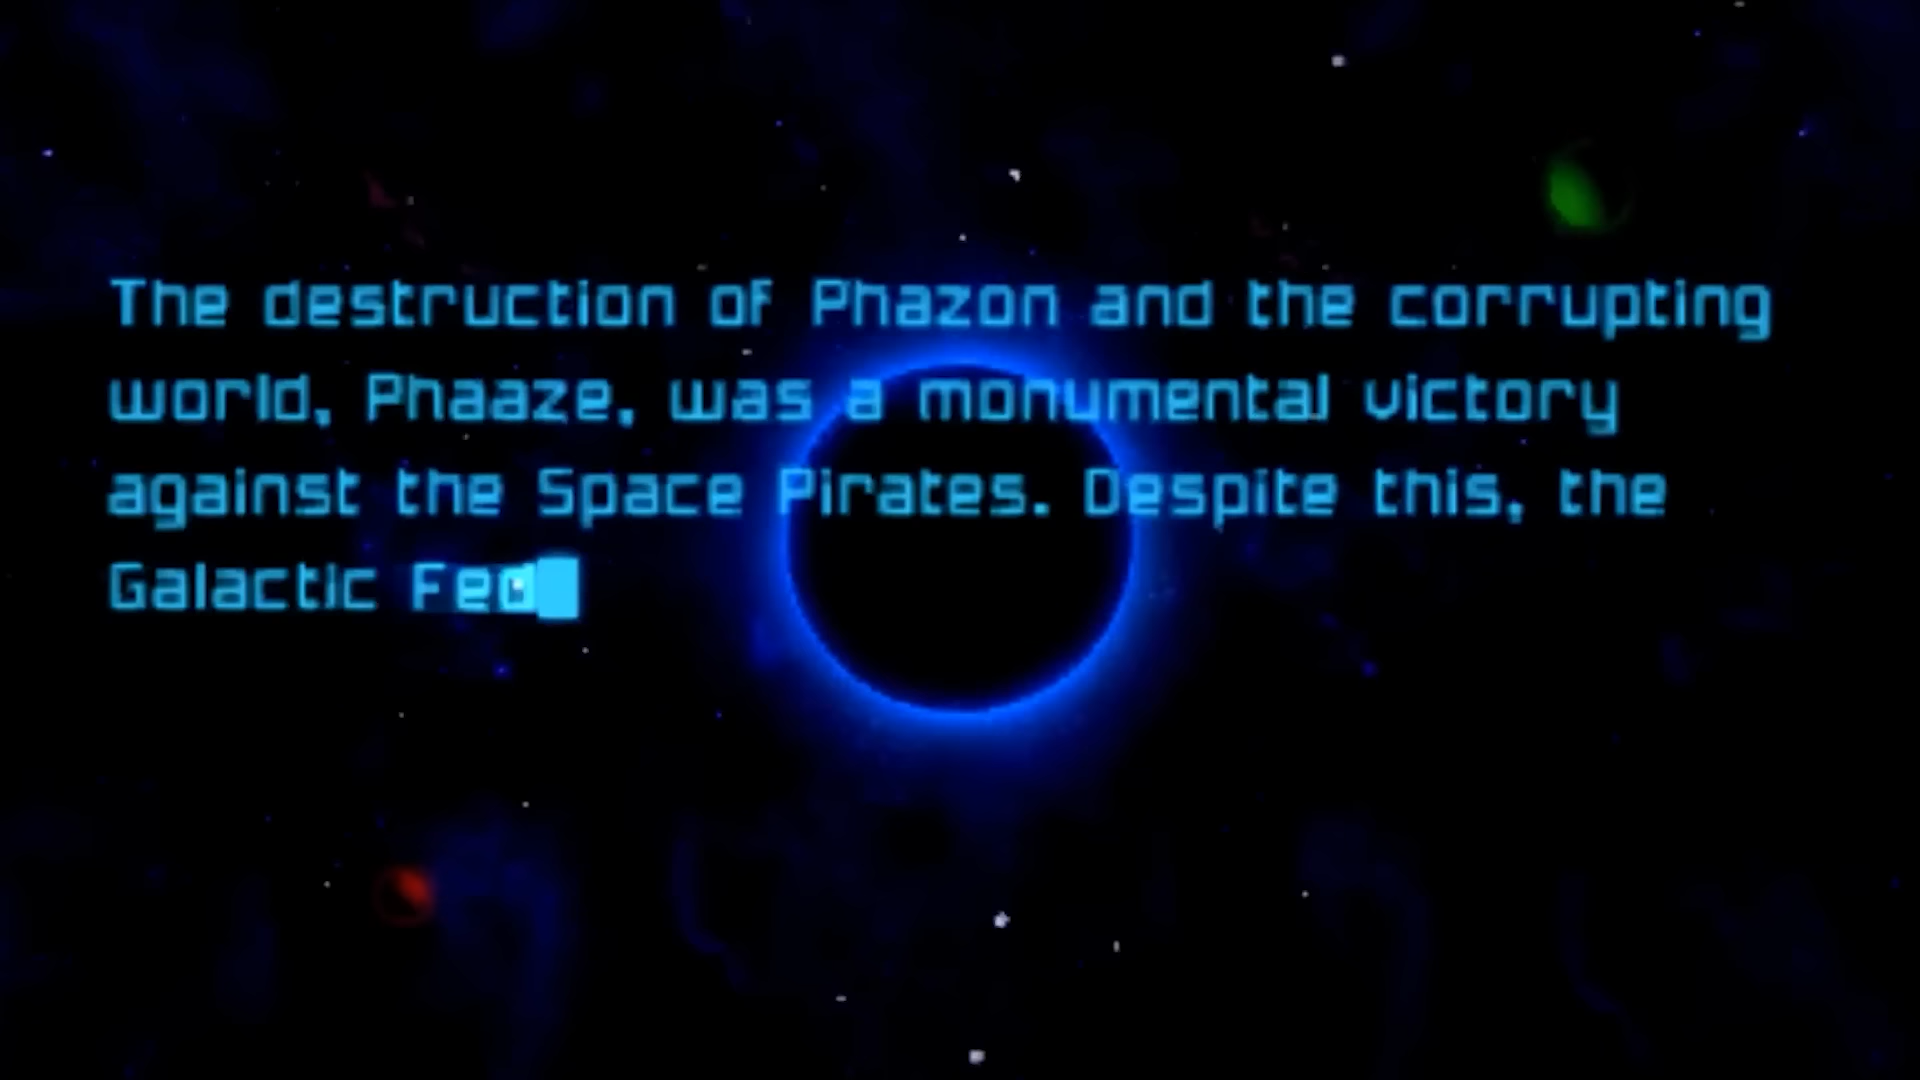 The destruction of Phazon and the corrupting
world, Phaaze, was a monumental victory
against the Space Pirates. Despite this, the
Galactic Fed